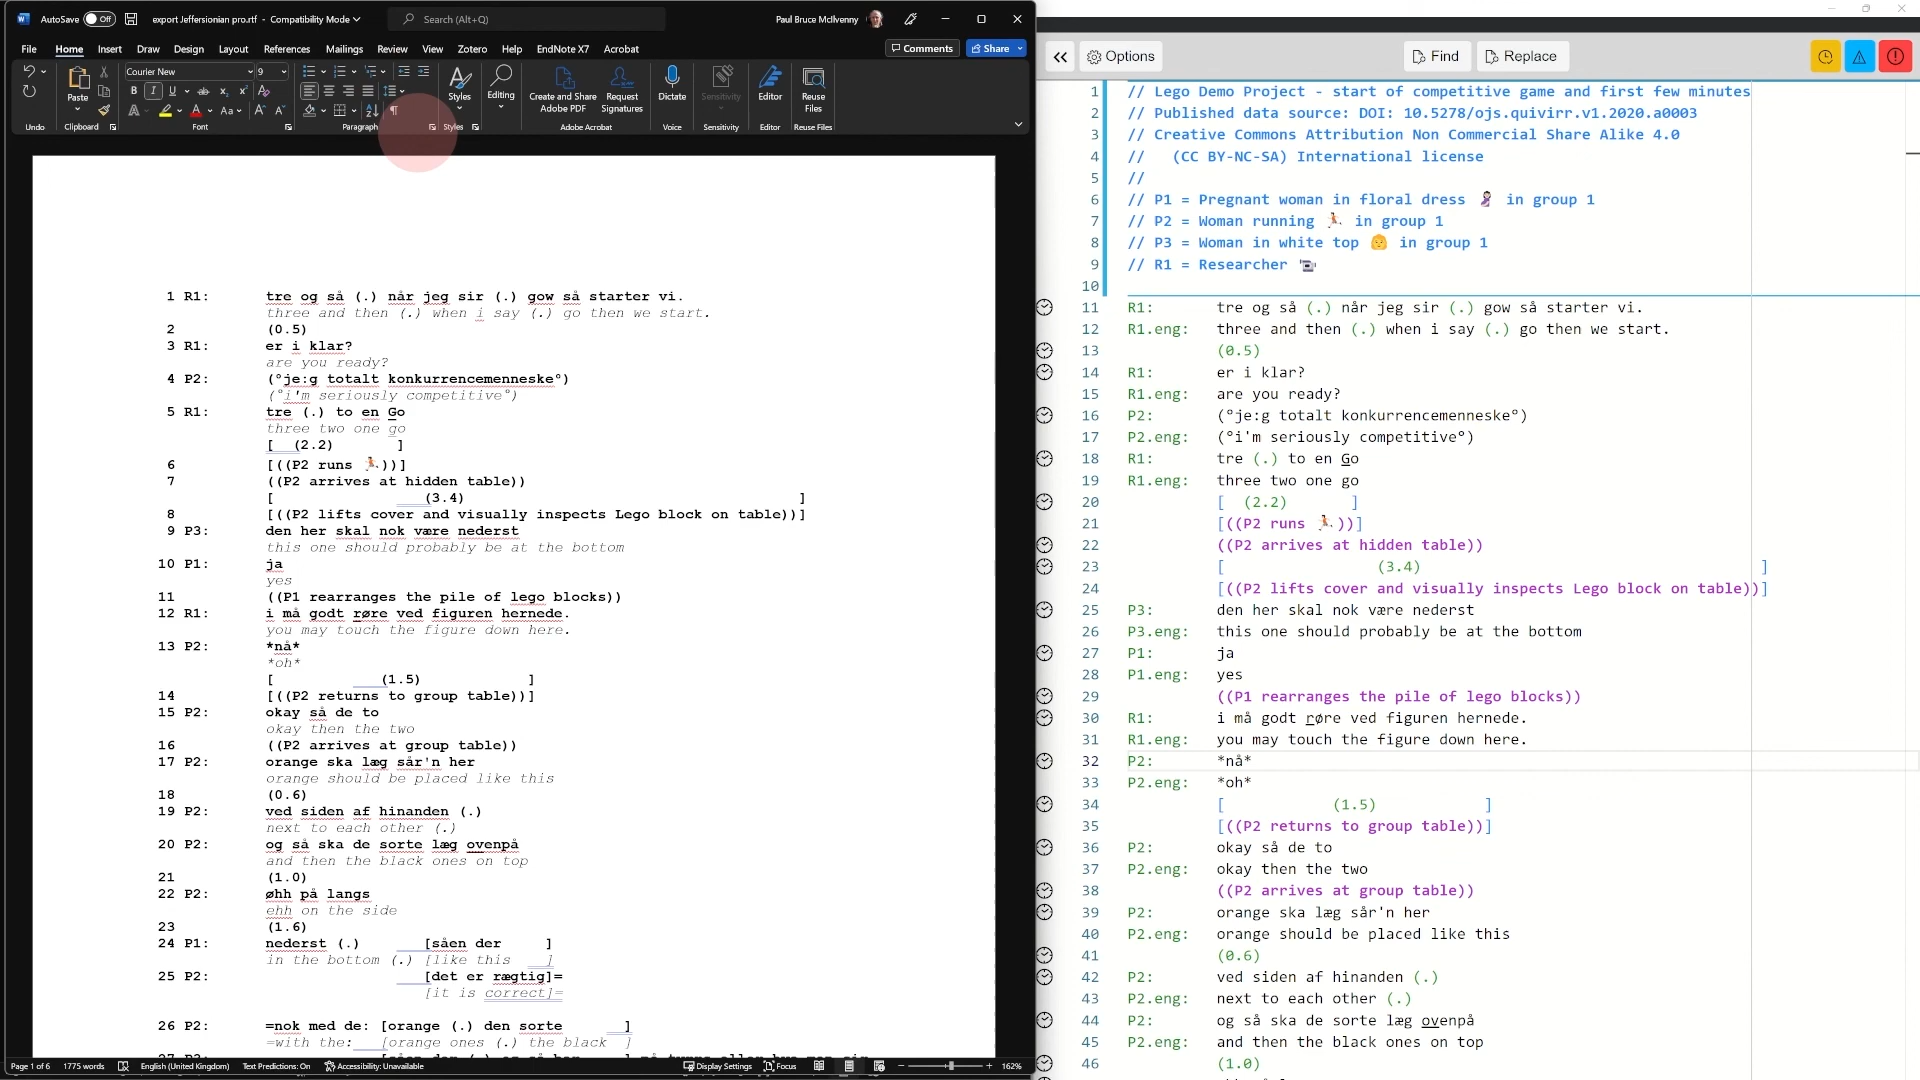 AutoSave Off export Jeffersionian pro.rtf - Compatibility Mode Search (Alt+Q) Paul Bruce McIlvenny
File Home Insert Draw Design Layout References Mailings Review View Zotero Help EndNote X7 Acrobat Comments Share
Courier New 9
Paste Styles Editing Create and Share Adobe PDF Request Signatures Dictate Sensitivity Editor Reuse Files
Undo Clipboard Font Paragraph Styles Adobe Acrobat Voice Sensitivity Editor Reuse Files
1 R1: tre og så (.) når jeg sir (.) gow så starter vi.
three and then (.) when i say (.) go then we start.
2 (0.5)
3 R1: er i klar?
are you ready?
4 P2: (°je:g totalt konkurrencemenneske°)
(°i'm seriously competitive°)
5 R1: tre (.) to en Go
three two one go
[ (2.2) ]
6 [((P2 runs 🏃))]
7 ((P2 arrives at hidden table))
[ (3.4) ]
8 [((P2 lifts cover and visually inspects Lego block on table))]
9 P3: den her skal nok være nederst
this one should probably be at the bottom
10 P1: ja
yes
11 ((P1 rearranges the pile of lego blocks))
12 R1: i må godt røre ved figuren hernede.
you may touch the figure down here.
13 P2: *nå*
*oh*
[ (1.5) ]
14 [((P2 returns to group table))]
15 P2: okay så de to
okay then the two
16 ((P2 arrives at group table))
17 P2: orange ska læg sår'n her
orange should be placed like this
18 (0.6)
19 P2: ved siden af hinanden (.)
next to each other (.)
20 P2: og så ska de sorte læg ovenpå
and then the black ones on top
21 (1.0)
22 P2: øhh på langs
ehh on the side
23 (1.6)
24 P1: nederst (.) [såen der ]
in the bottom (.) [like this ]
25 P2: [det er rægtig]=
[it is correct]=
26 P2: =nok med de: [orange (.) den sorte ]
=with the: [orange ones (.) the black ]
Page 1 of 6 1775 words English (United Kingdom) Text Predictions: On Accessibility: Unavailable Display Settings Focus 162%
Options Find Replace
1 // Lego Demo Project - start of competitive game and first few minutes
2 // Published data source: DOI: 10.5278/ojs.quivirr.v1.2020.a0003
3 // Creative Commons Attribution Non Commercial Share Alike 4.0
4 // (CC BY-NC-SA) International license
5 //
6 // P1 = Pregnant woman in floral dress 🤰 in group 1
7 // P2 = Woman running 🏃 in group 1
8 // P3 = Woman in white top 👩 in group 1
9 // R1 = Researcher 📹
10
11 R1: tre og så (.) når jeg sir (.) gow så starter vi.
12 R1.eng: three and then (.) when i say (.) go then we start.
13 (0.5)
14 R1: er i klar?
15 R1.eng: are you ready?
16 P2: (°je:g totalt konkurrencemenneske°)
17 P2.eng: (°i'm seriously competitive°)
18 R1: tre (.) to en Go
19 R1.eng: three two one go
20 [ (2.2) ]
21 [((P2 runs 🏃))]
22 ((P2 arrives at hidden table))
23 [ (3.4) ]
24 [((P2 lifts cover and visually inspects Lego block on table))]
25 P3: den her skal nok være nederst
26 P3.eng: this one should probably be at the bottom
27 P1: ja
28 P1.eng: yes
29 ((P1 rearranges the pile of lego blocks))
30 R1: i må godt røre ved figuren hernede.
31 R1.eng: you may touch the figure down here.
32 P2: *nå*
33 P2.eng: *oh*
34 [ (1.5) ]
35 [((P2 returns to group table))]
36 P2: okay så de to
37 P2.eng: okay then the two
38 ((P2 arrives at group table))
39 P2: orange ska læg sår'n her
40 P2.eng: orange should be placed like this
41 (0.6)
42 P2: ved siden af hinanden (.)
43 P2.eng: next to each other (.)
44 P2: og så ska de sorte læg ovenpå
45 P2.eng: and then the black ones on top
46 (1.0)